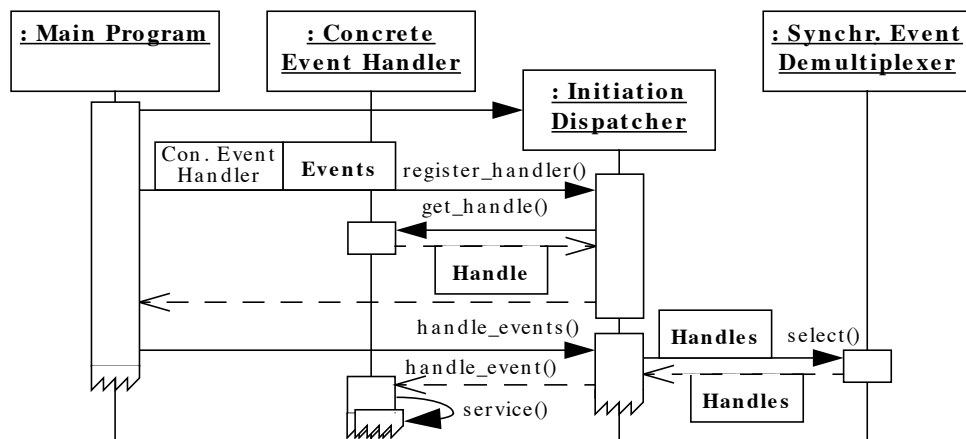 : Main Program
: Concrete
Event Handler
: Synchr. Event
Demultiplexer
: Initiation
Dispatcher
Con. Event
Handler
Events
register_handler()
get_handle()
Handle
handle_events()
Handles
select()
handle_event()
Handles
service()